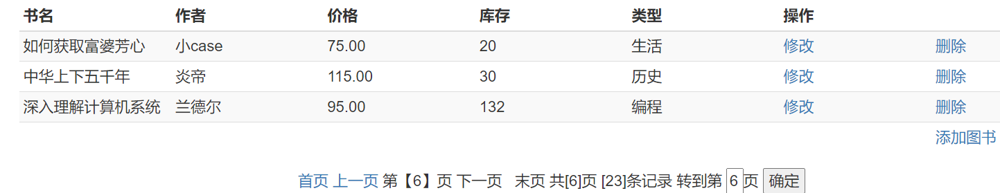 书名 作者 价格 库存 类型 操作
如何获取富婆芳心 小case 75.00 20 生活 修改 删除
中华上下五千年 炎帝 115.00 30 历史 修改 删除
深入理解计算机系统 兰德尔 95.00 132 编程 修改 删除
添加图书
首页 上一页 第【6】页 下一页 末页 共[6]页 [23]条记录 转到第 6 页 确定